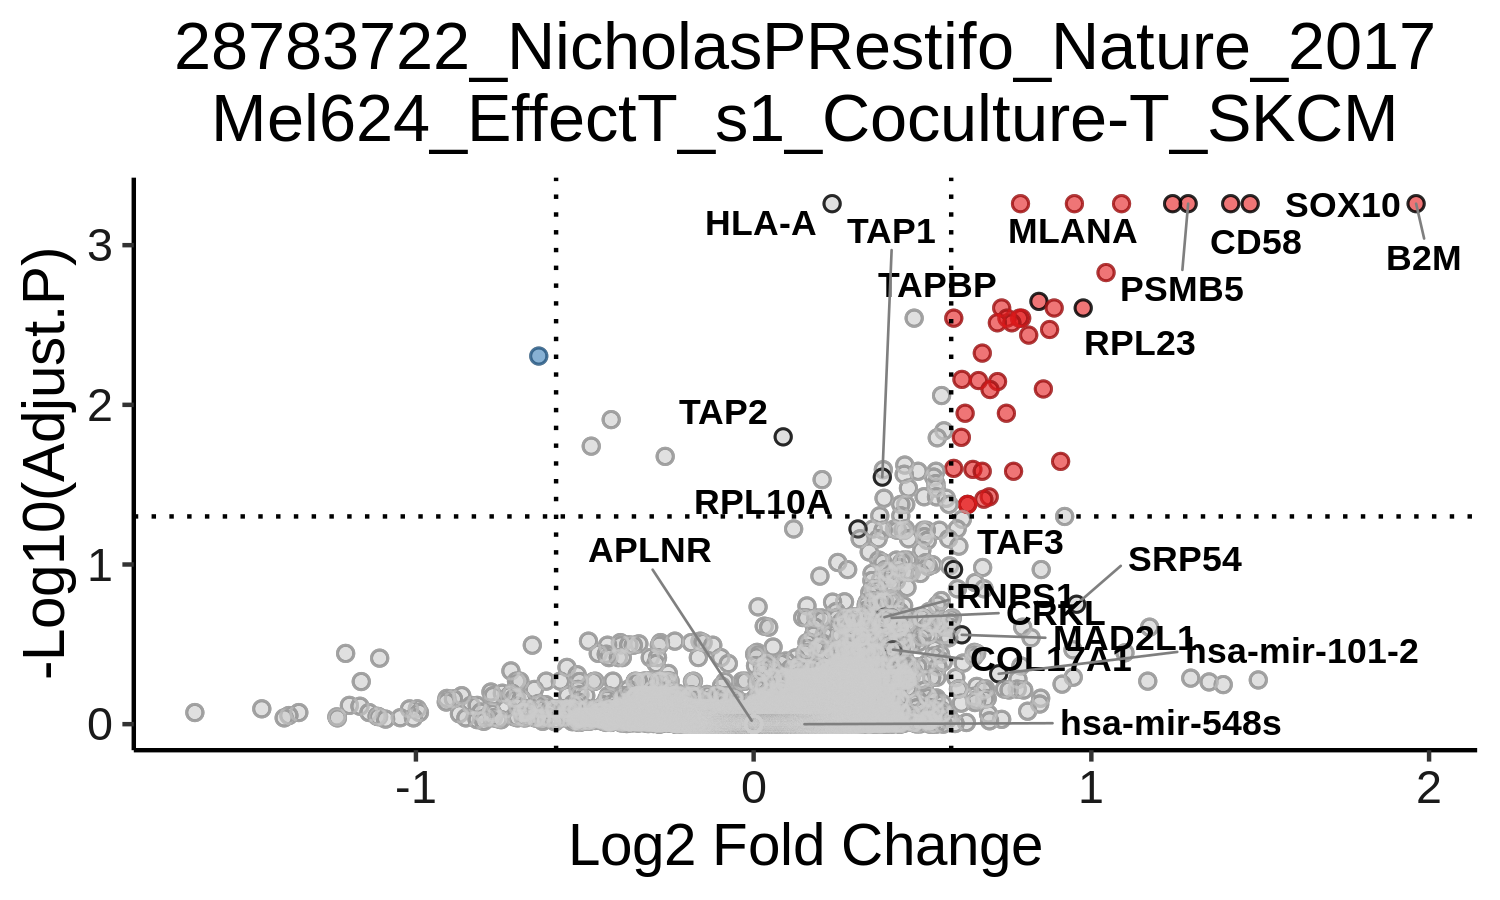 28783722_NicholasPRestifo_Nature_2017
Mel624_EffectT_s1_Coculture-T_SKCM
-Log10(Adjust.P)
3
2
1
0
HLA-A
TAP1
MLANA
SOX10
CD58
B2M
TAPBP
PSMB5
RPL23
TAP2
RPL10A
APLNR
TAF3
SRP54
RNPS1
CRKL
MAD2L1
hsa-mir-101-2
COL17A1
hsa-mir-548s
-1
0
1
2
Log2 Fold Change